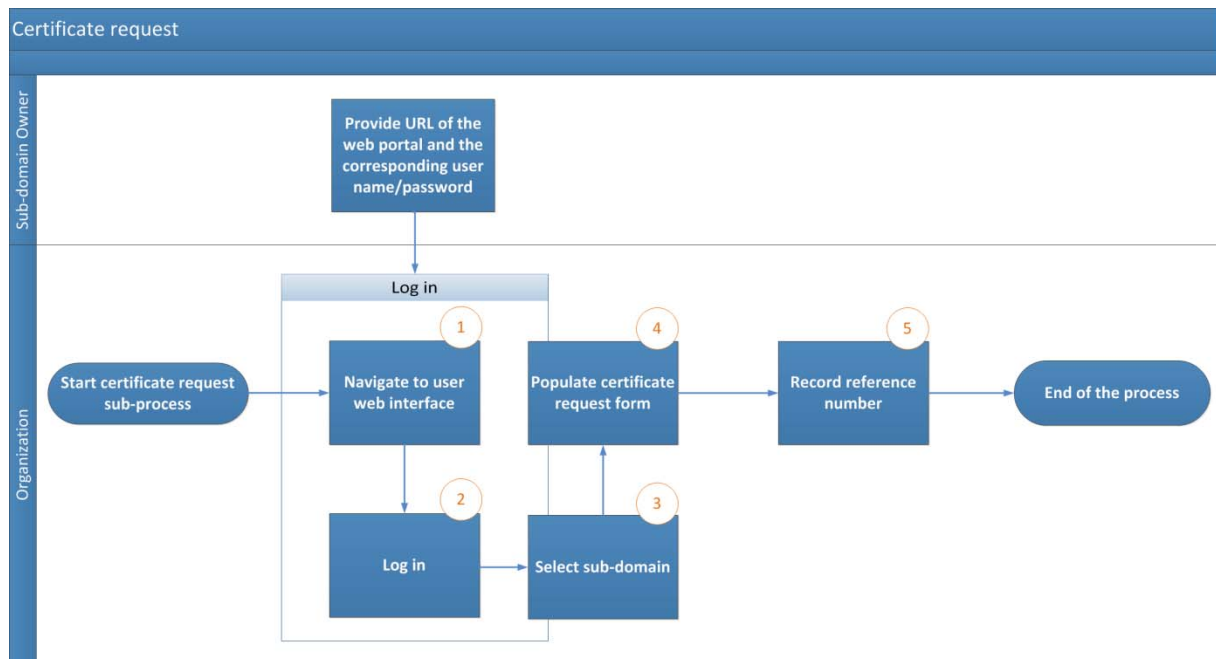 Certificate request
Sub-domain Owner
Provide URL of the
web portal and the
corresponding user
name/password
Organization
Log in
1
4
5
Start certificate request
sub-process
Navigate to user
web interface
Populate certificate
request form
Record reference
number
End of the process
2
3
Log in
Select sub-domain